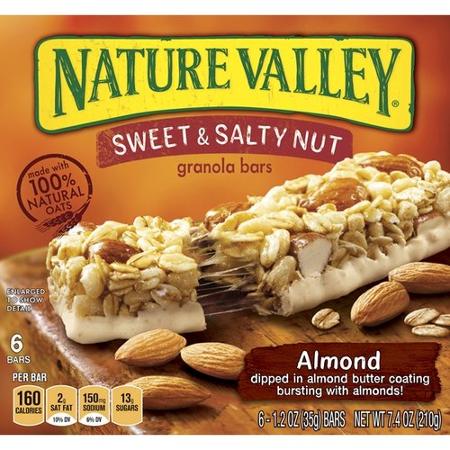 NATURE VALLEY®
SWEET & SALTY NUT
granola bars
made with
100%
NATURAL
OATS
ENLARGED
TO SHOW
DETAIL
6
BARS
PER BAR
160
CALORIES
2g
SAT FAT
10% DV
150mg
SODIUM
6% DV
13g
SUGARS
Almond
dipped in almond butter coating
bursting with almonds!
6 - 1.2 OZ (35g) BARS NET WT 7.4 OZ (210g)